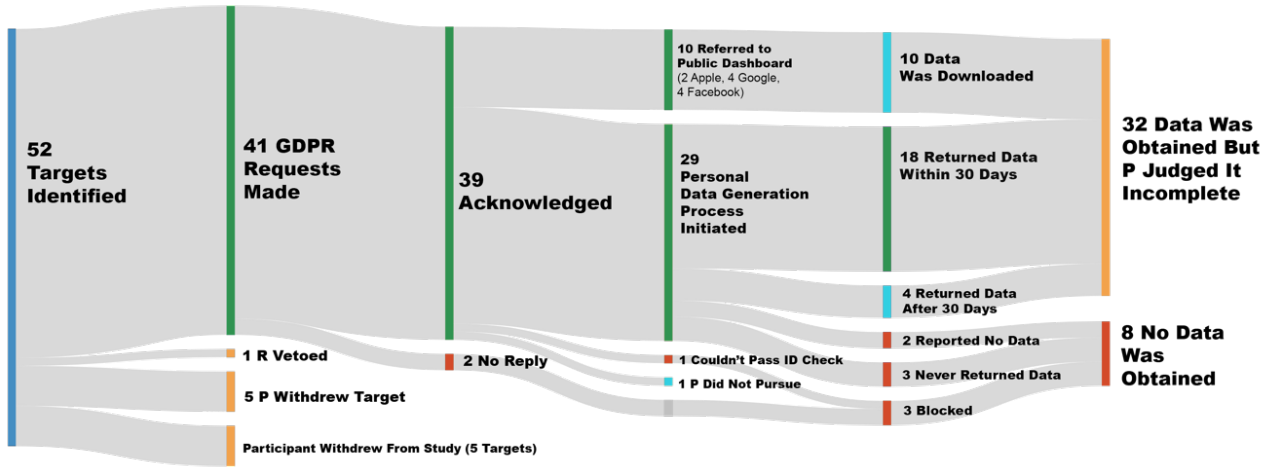 52
Targets
Identified
41 GDPR
Requests
Made
1 R Vetoed
5 P Withdrew Target
Participant Withdrew From Study (5 Targets)
39
Acknowledged
2 No Reply
10 Referred to
Public Dashboard
(2 Apple, 4 Google,
4 Facebook)
29
Personal
Data Generation
Process
Initiated
1 Couldn't Pass ID Check
1 P Did Not Pursue
10 Data
Was Downloaded
18 Returned Data
Within 30 Days
4 Returned Data
After 30 Days
2 Reported No Data
3 Never Returned Data
3 Blocked
32 Data Was
Obtained But
P Judged It
Incomplete
8 No Data
Was
Obtained